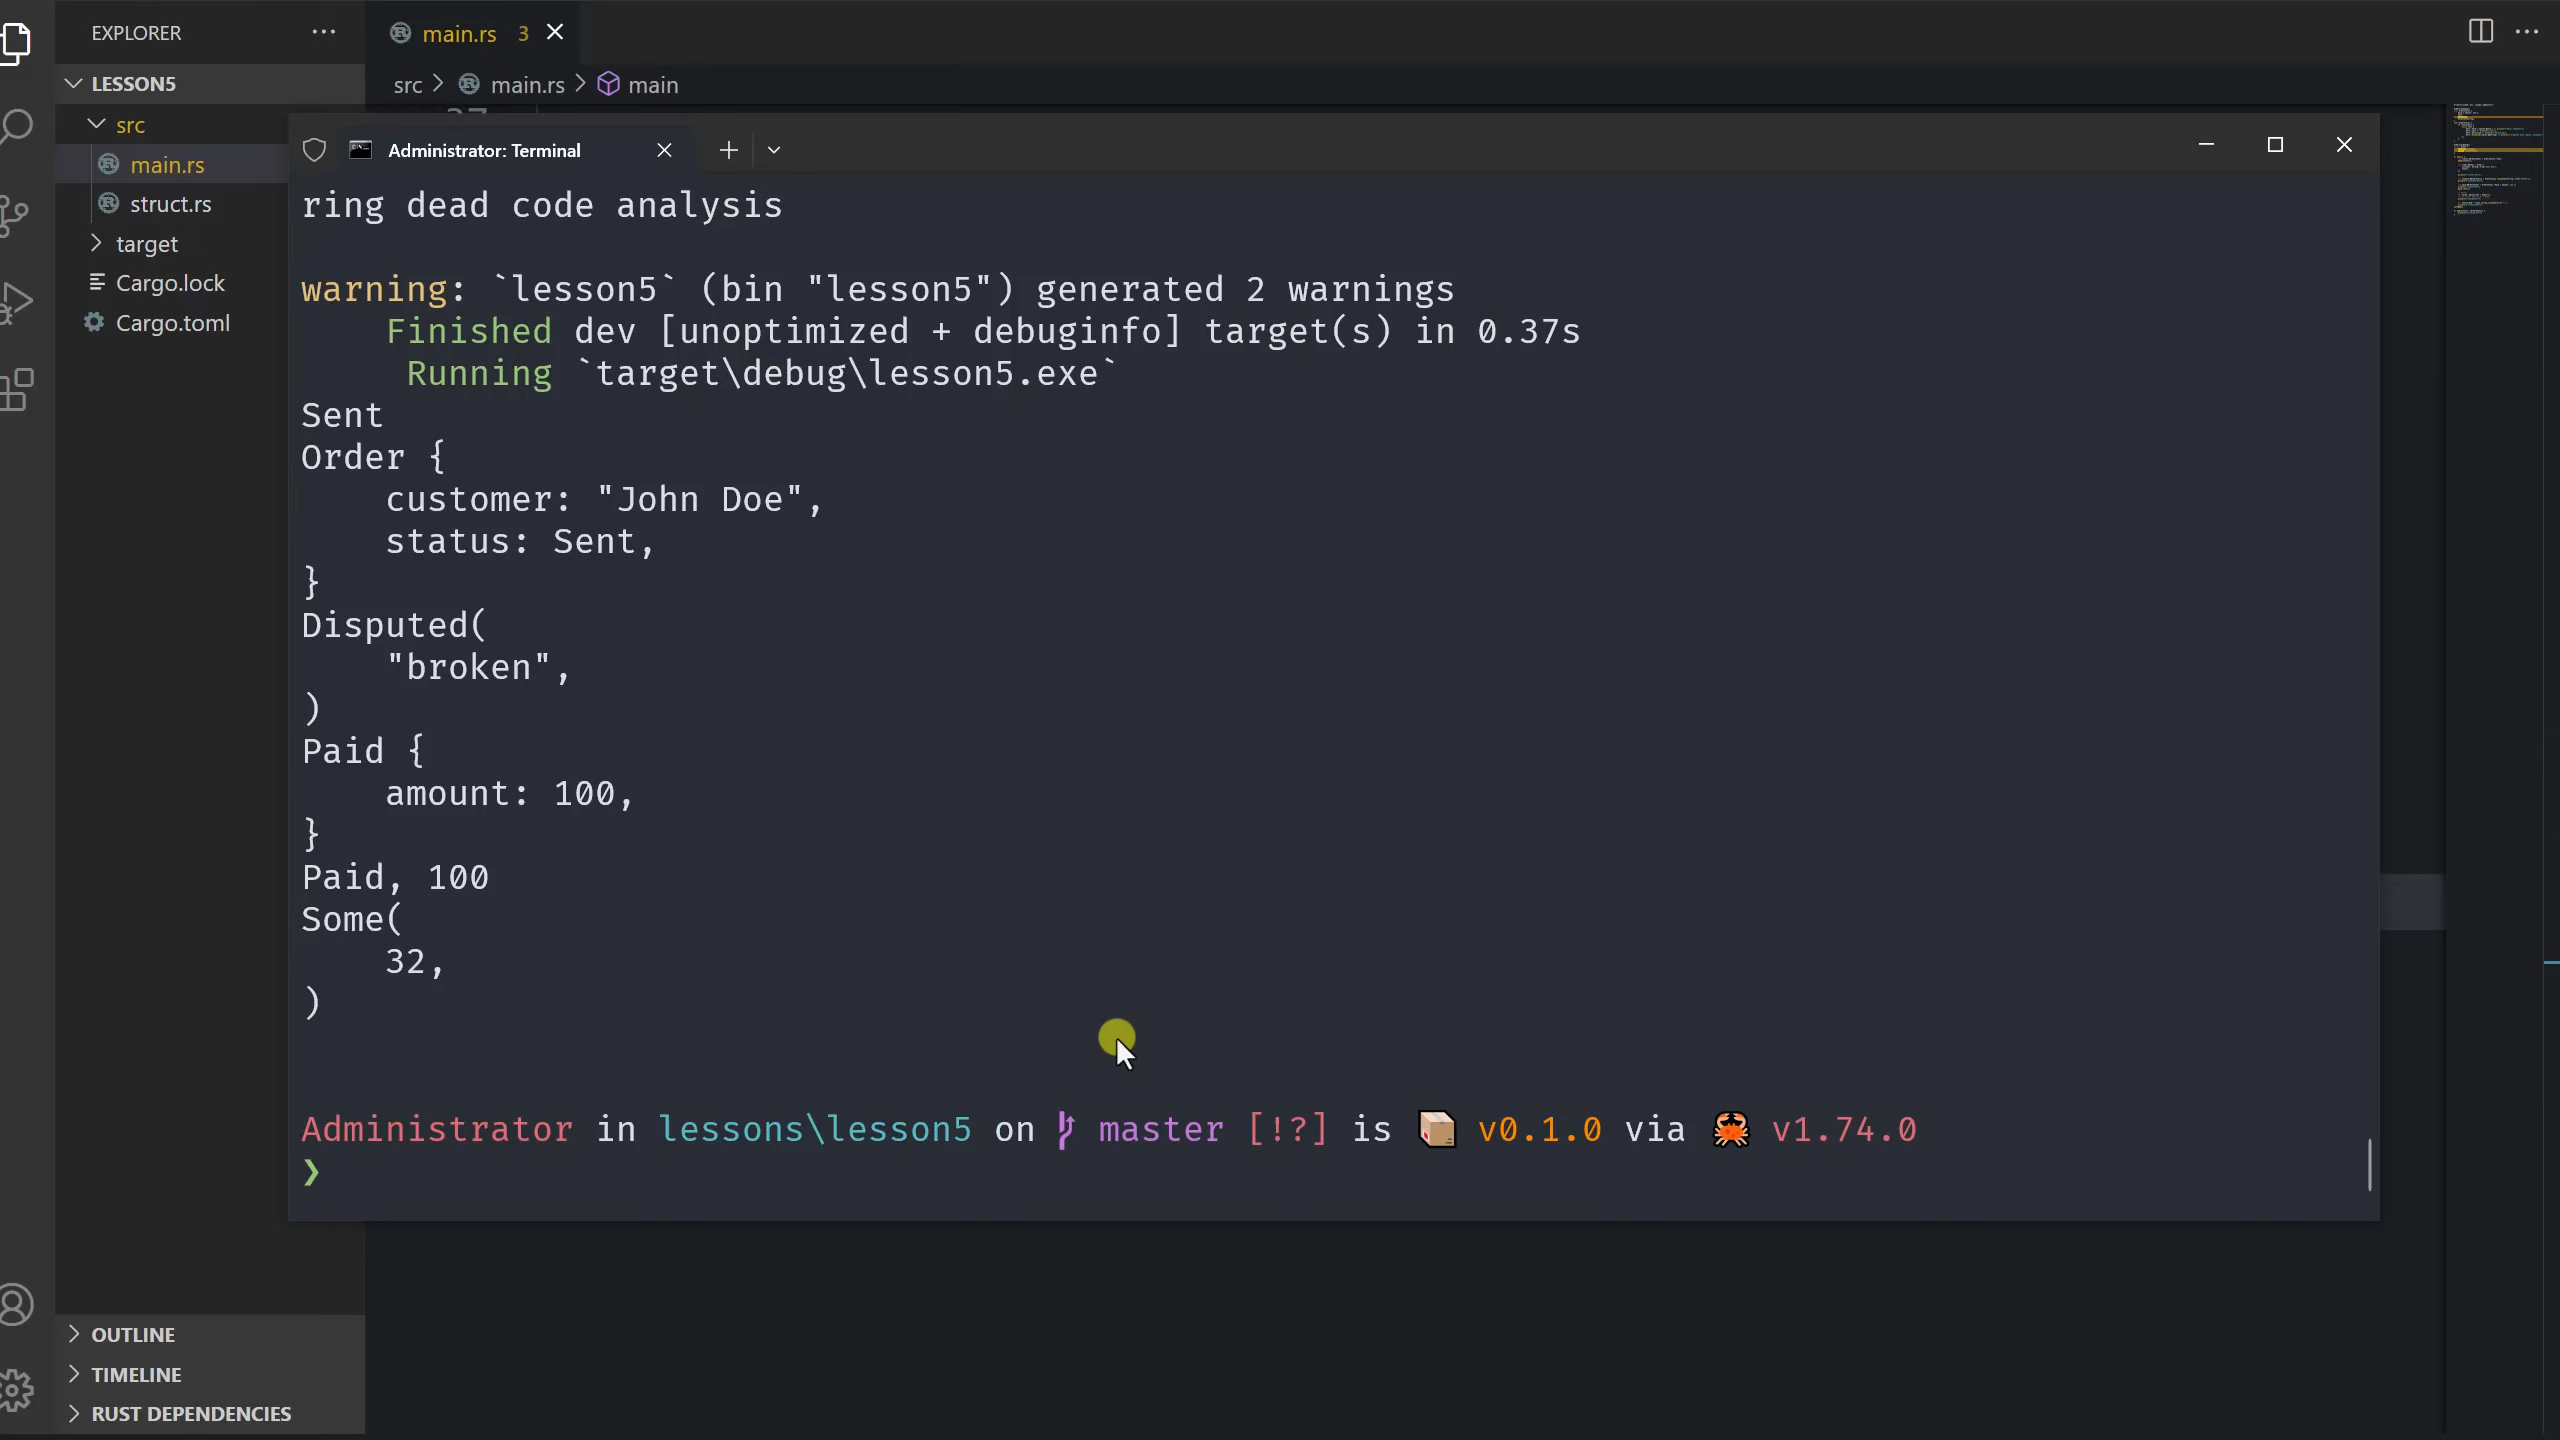 EXPLORER
main.rs 3
LESSON5
src > main.rs > main
src
main.rs
struct.rs
target
Cargo.lock
Cargo.toml
Administrator: Terminal
ring dead code analysis
warning: `lesson5` (bin "lesson5") generated 2 warnings
Finished dev [unoptimized + debuginfo] target(s) in 0.37s
Running `target\debug\lesson5.exe`
Sent
Order {
customer: "John Doe",
status: Sent,
}
Disputed(
"broken",
)
Paid {
amount: 100,
}
Paid, 100
Some(
32,
)
Administrator in lessons\lesson5 on master [!?] is 📦 v0.1.0 via 🦀 v1.74.0
❯
OUTLINE
TIMELINE
RUST DEPENDENCIES